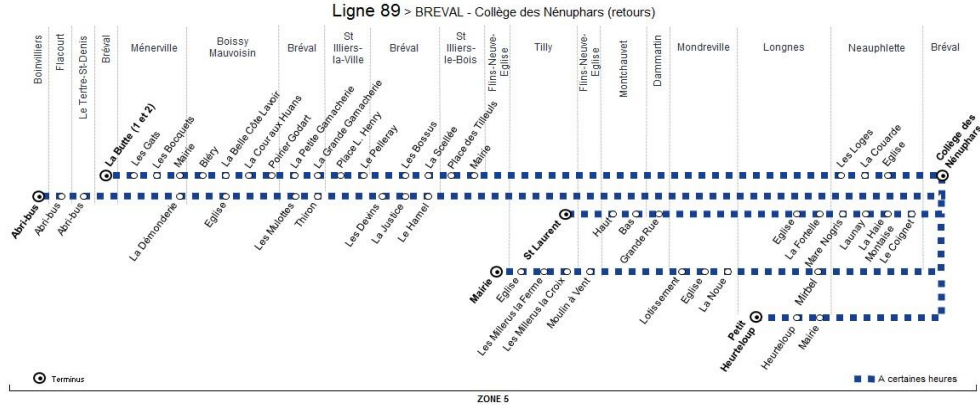 Ligne 89 > BREVAL - Collège des Nénuphars (retours)
Boinvilliers
Flacourt
Le Tertre-St-Denis
Bréval
Ménerville
Boissy
Mauvoisin
Bréval
St
Illiers-
la-Ville
Bréval
St
Illiers-
le-Bois
Flins-Neuve-
Eglise
Tilly
Flins-Neuve-
Eglise
Montchauvet
Dammartin
Mondreville
Longnes
Neauphlette
Bréval
La Butte (1 et 2)
Les Gats
Les Bocquets
Mairie
Bléry
La Belle Côte Lavoir
La Cour aux Huans
Poirier Godart
La Petite Gamacherie
La Grande Gamacherie
Place L. Henry
Le Pelleray
Les Bossus
La Scellée
Place des Tilleuls
Mairie
Les Loges
La Couarde
Eglise
Collège des
Nénuphars
Abri-bus
Abri-bus
Abri-bus
La Démonderie
Eglise
Les Mulottes
Thiron
Les Devins
La Justice
Le Hamel
St Laurent
Haut
Bas
Grande Rue
Eglise
La Fortelle
Mare Nogris
Launay
La Haie
Montaise
Le Coignet
Mairie
Eglise
Les Millerus la Ferme
Les Millerus la Croix
Moulin à Vent
Lotissement
Eglise
La Noue
Mirbel
Petit
Heurteloup
Heurteloup
Mairie
Terminus
A certaines heures
ZONE 5